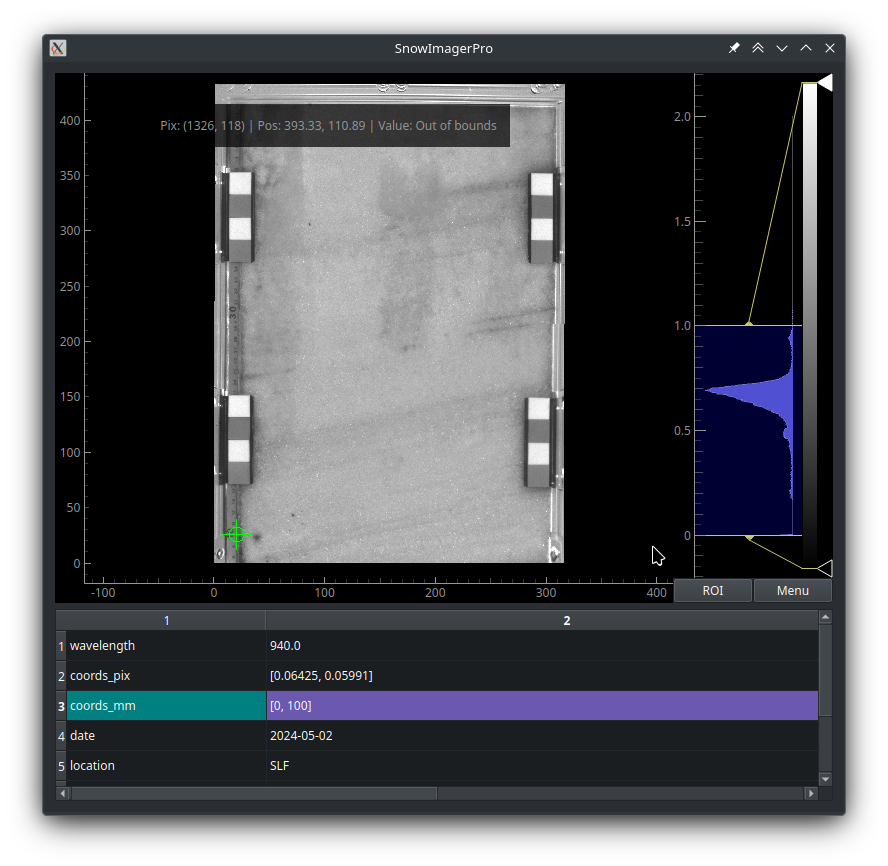 SnowImagerPro
Pix: (1326, 118) | Pos: 393.33, 110.89 | Value: Out of bounds
400
350
300
250
200
150
100
50
0
-100 0 100 200 300 400
30
2.0
1.5
1.0
0.5
0
ROI Menu
1 2
1 wavelength 940.0
2 coords_pix [0.06425, 0.05991]
3 coords_mm [0, 100]
4 date 2024-05-02
5 location SLF